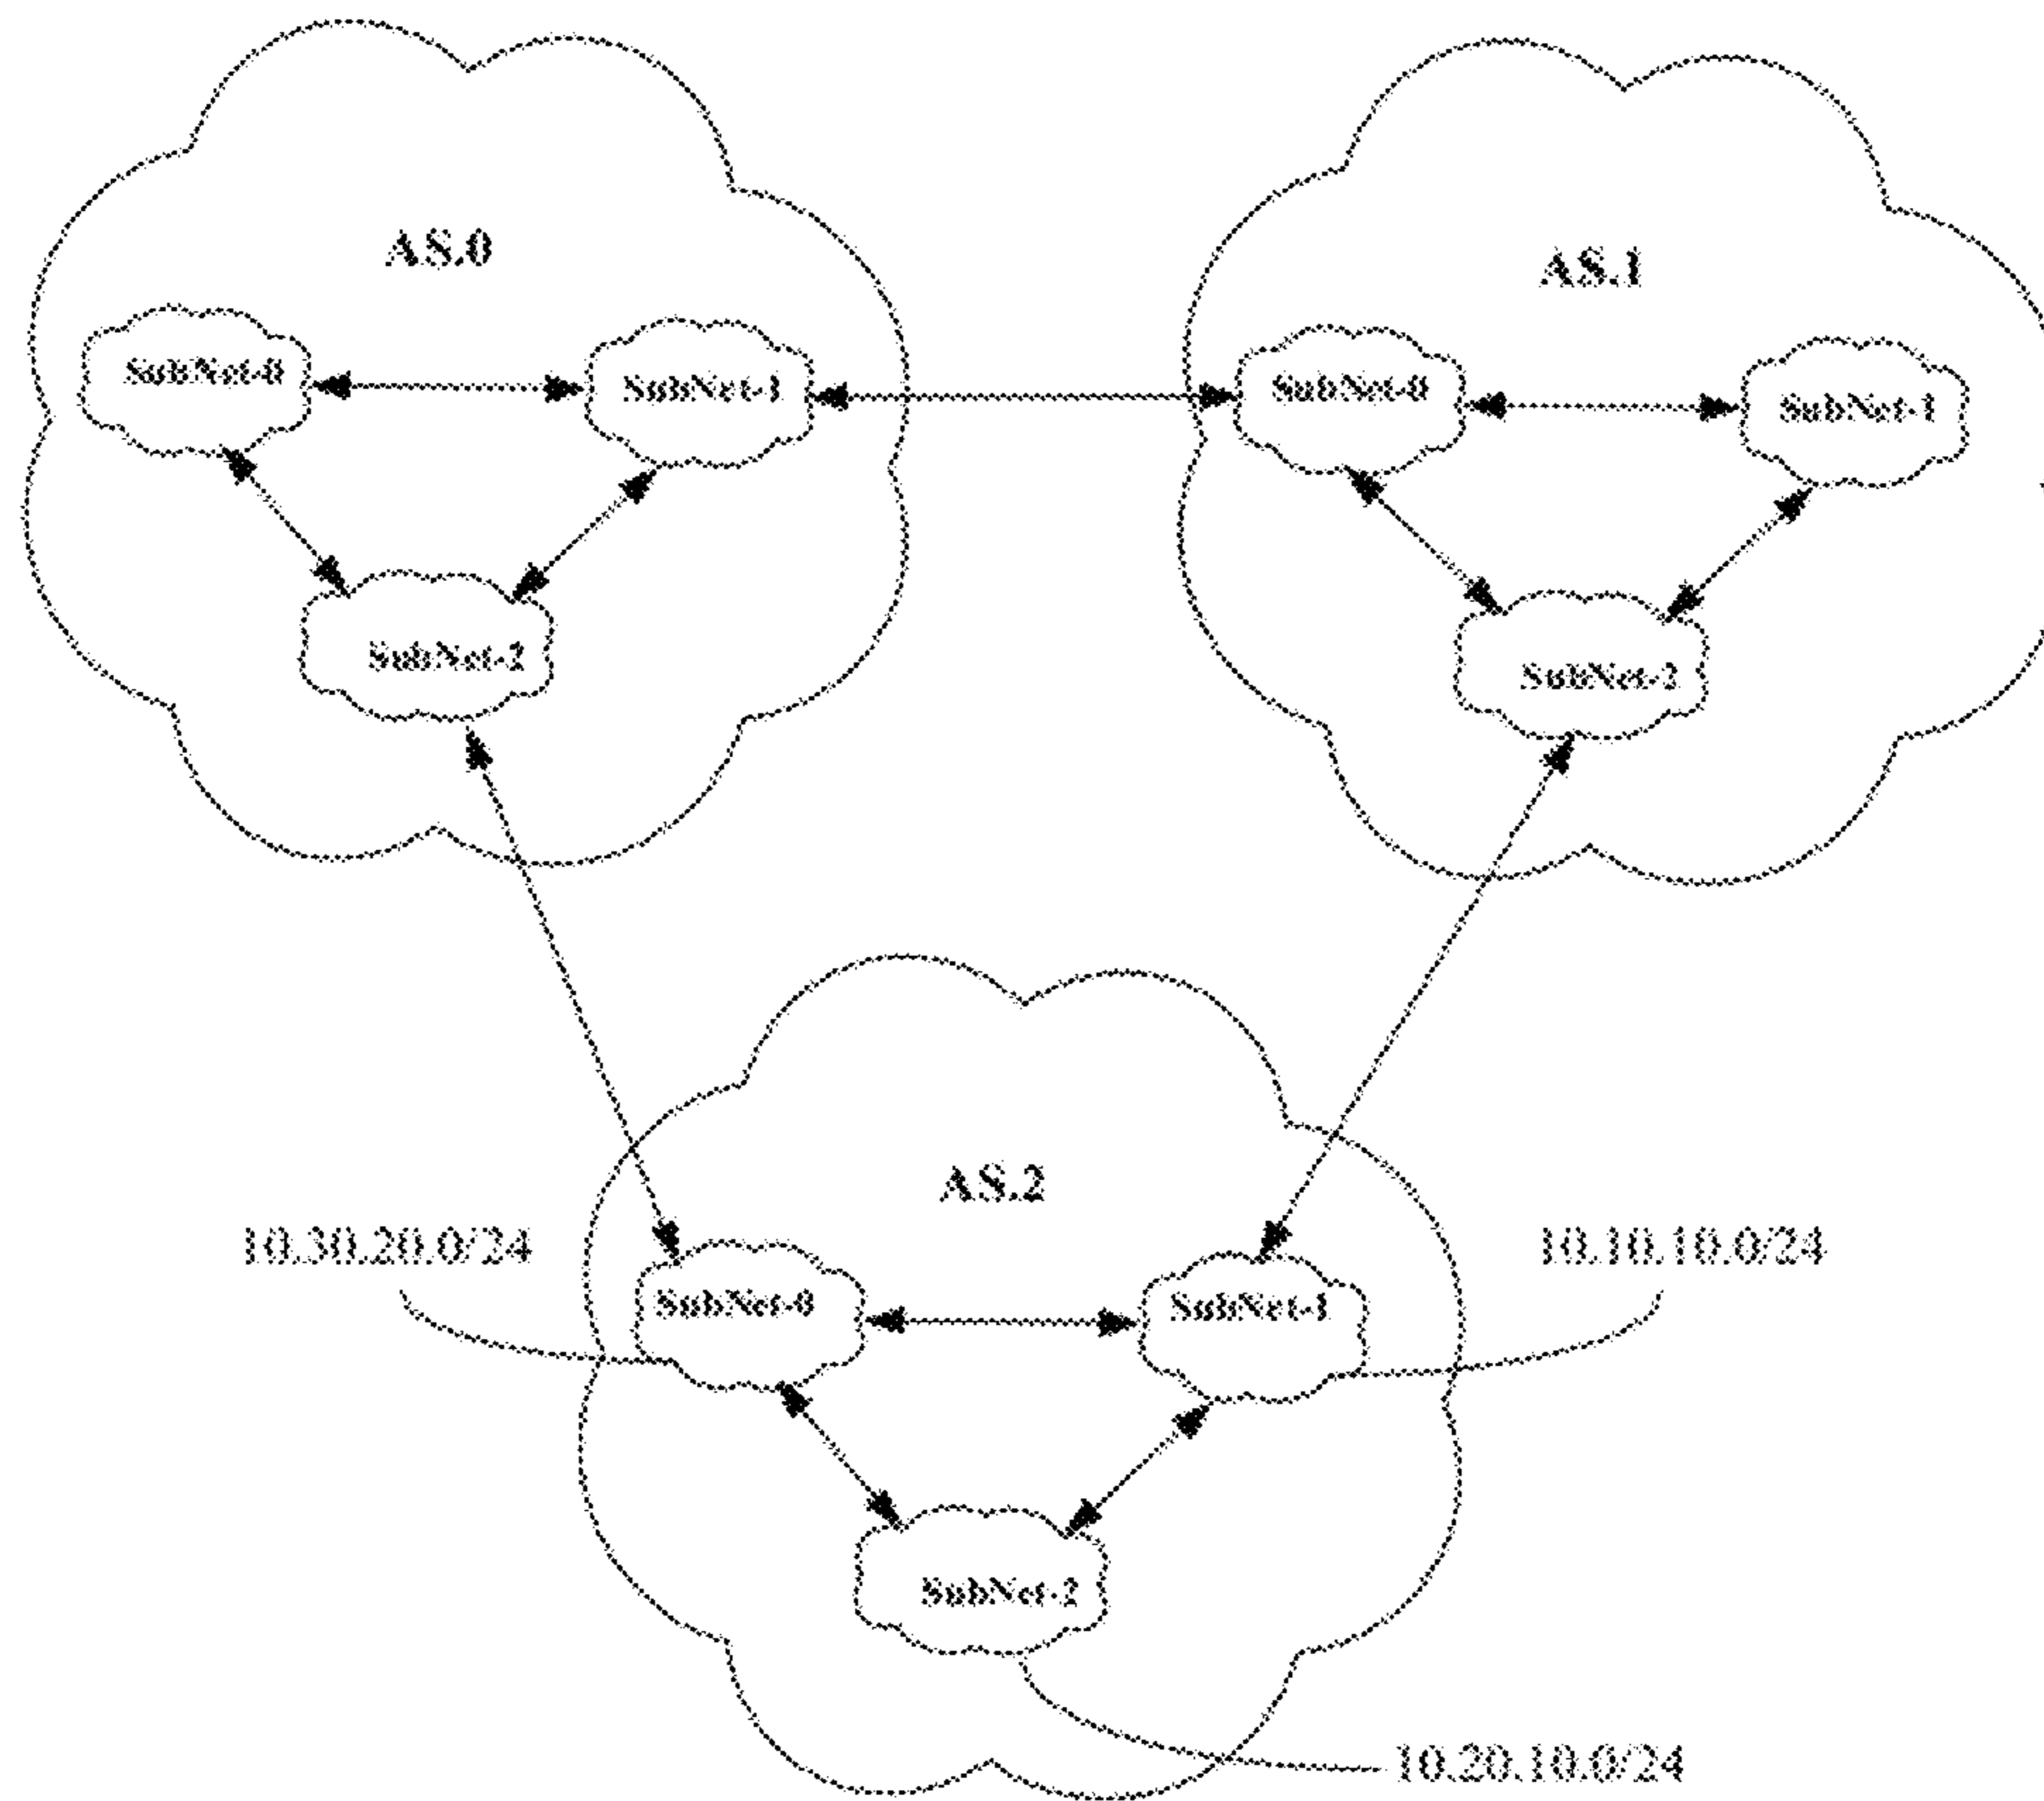 AS.0
AS.1
SubNet-0
SubNet-1
SubNet-0
SubNet-1
SubNet-2
SubNet-2
AS.2
10.30.20.0/24
10.10.10.0/24
SubNet-0
SubNet-1
SubNet-2
10.20.10.0/24